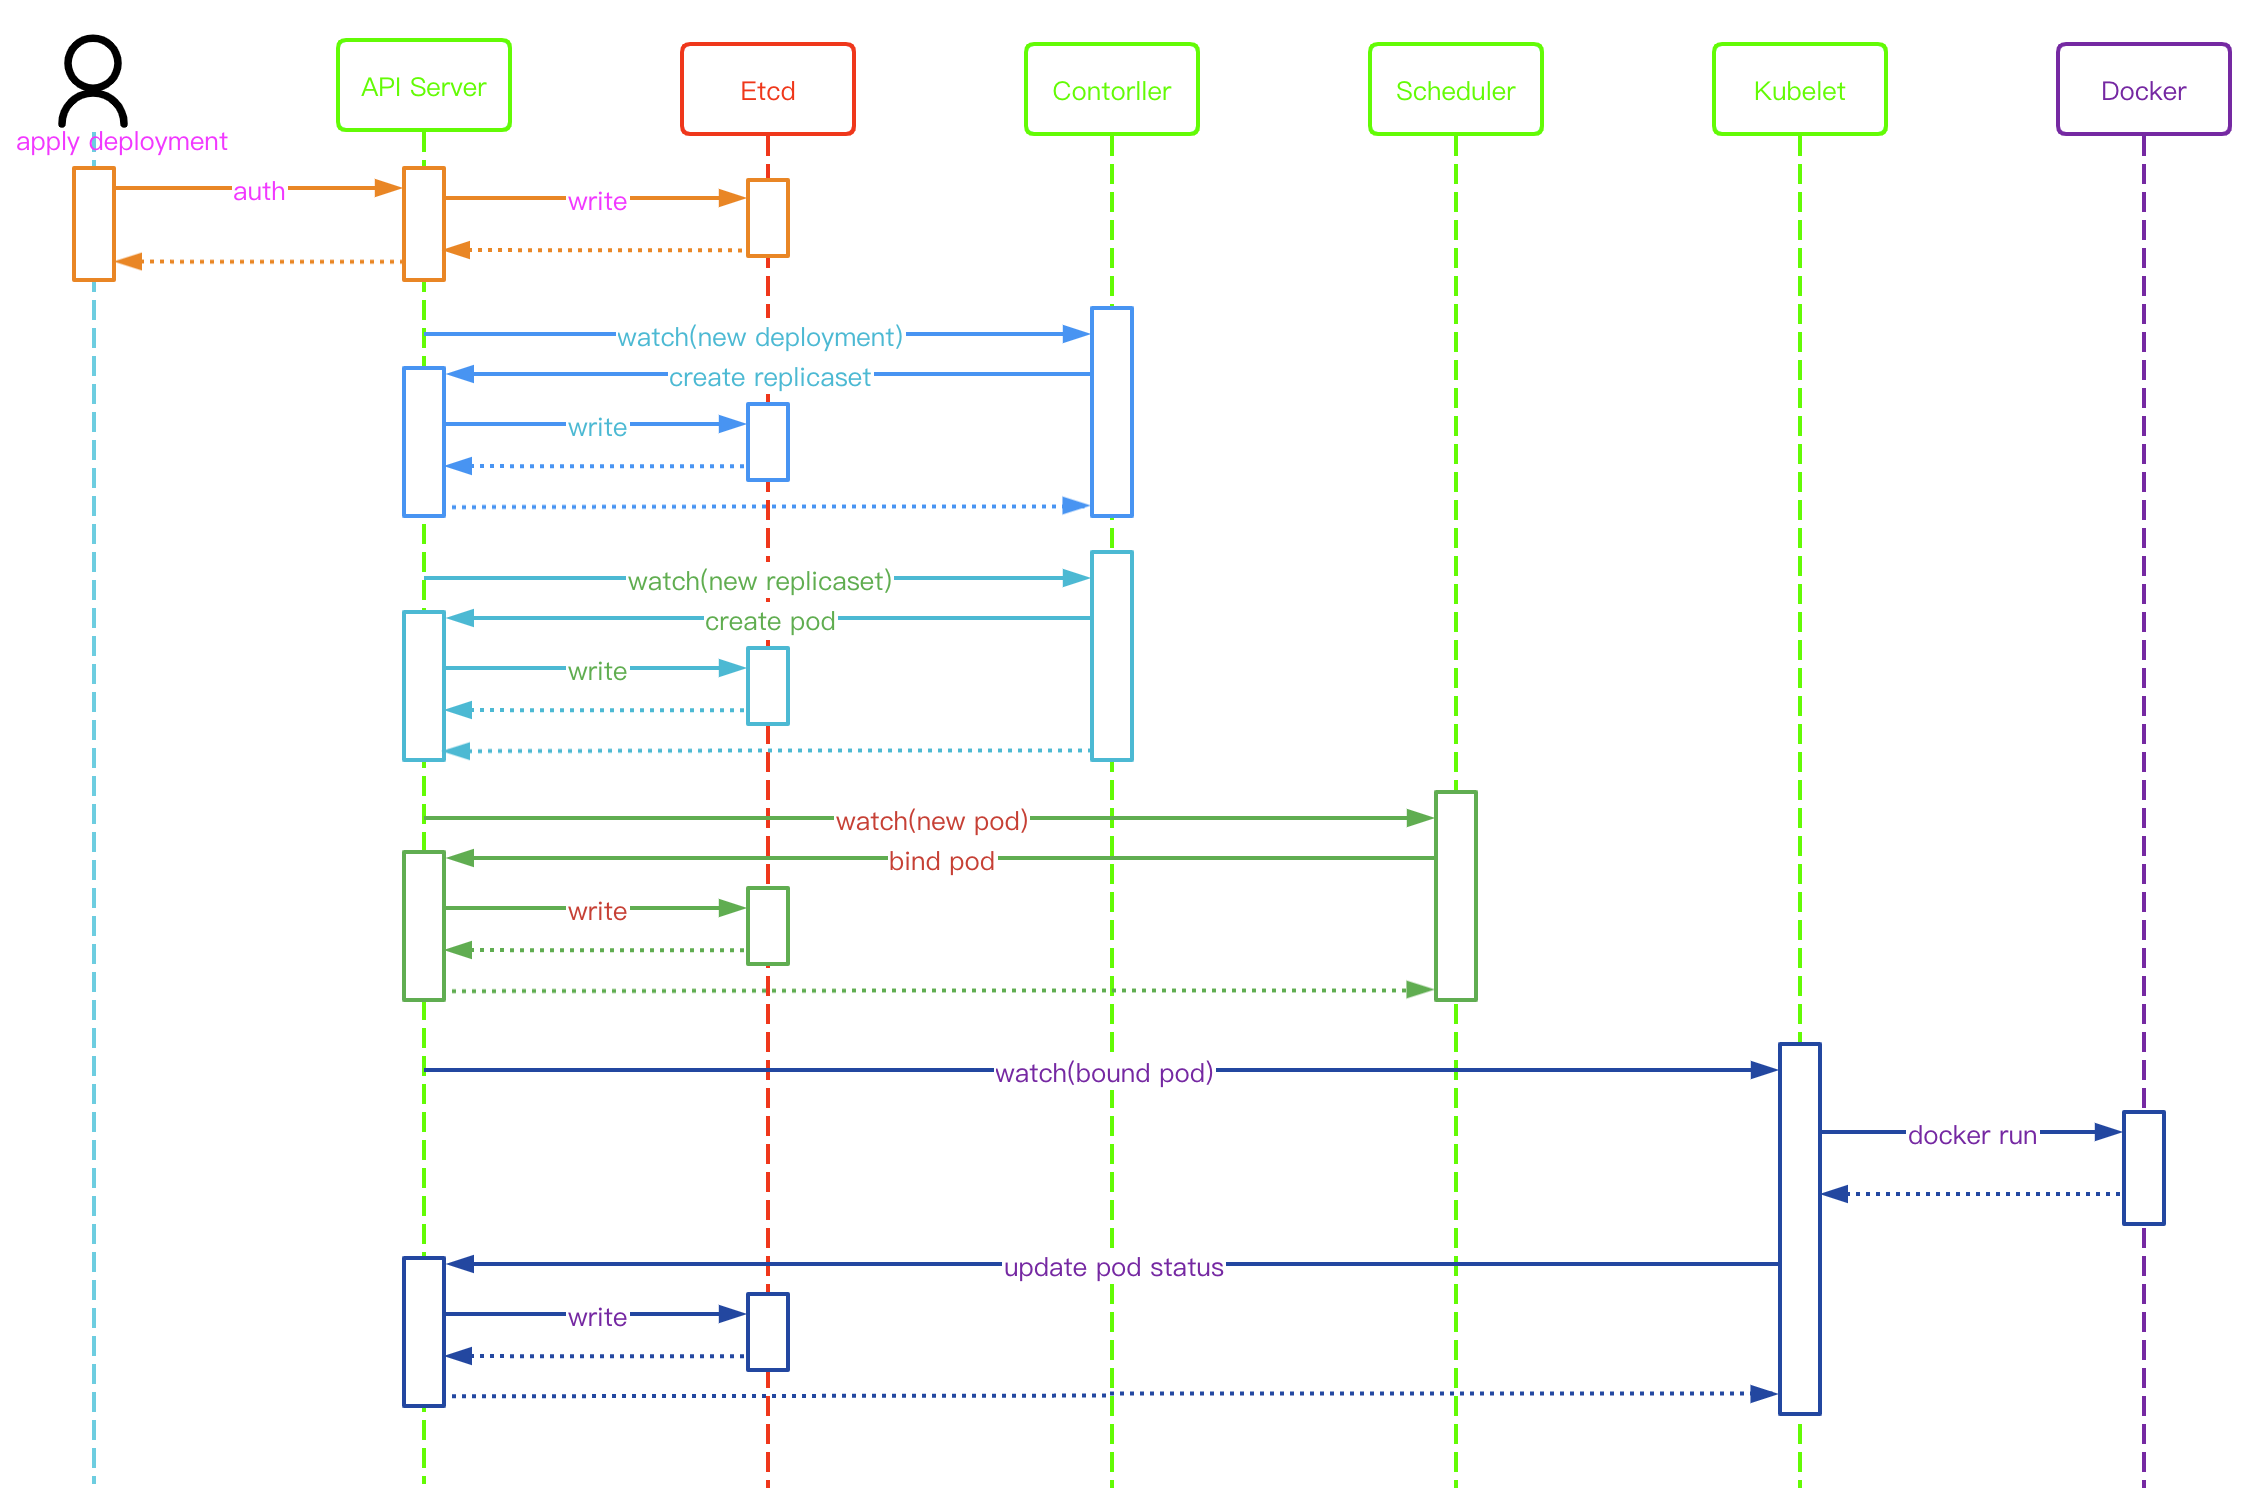 API Server
Etcd
Contorller
Scheduler
Kubelet
Docker
apply deployment
auth
write
watch(new deployment)
create replicaset
write
watch(new replicaset)
create pod
write
watch(new pod)
bind pod
write
watch(bound pod)
docker run
update pod status
write